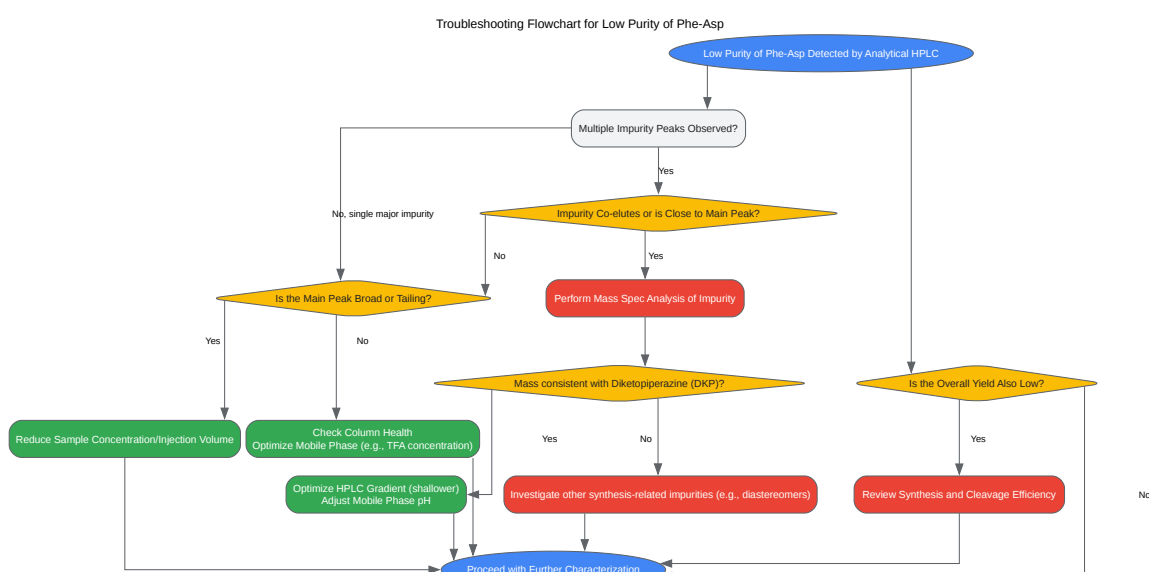 Troubleshooting Flowchart for Low Purity of Phe-Asp
Low Purity of Phe-Asp Detected by Analytical HPLC
Multiple Impurity Peaks Observed?
Yes
No, single major impurity
Impurity Co-elutes or is Close to Main Peak?
No
Yes
Is the Main Peak Broad or Tailing?
Perform Mass Spec Analysis of Impurity
Yes
No
Mass consistent with Diketopiperazine (DKP)?
Is the Overall Yield Also Low?
Reduce Sample Concentration/Injection Volume
Check Column Health
Optimize Mobile Phase (e.g., TFA concentration)
Yes
No
Yes
Optimize HPLC Gradient (shallower)
Adjust Mobile Phase pH
Investigate other synthesis-related impurities (e.g., diastereomers)
Review Synthesis and Cleavage Efficiency
No
Proceed with Further Characterization